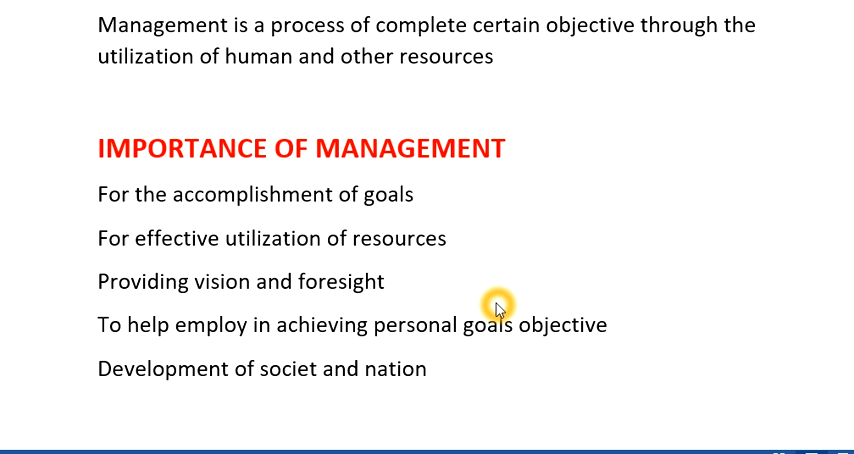 Management is a process of complete certain objective through the
utilization of human and other resources
IMPORTANCE OF MANAGEMENT
For the accomplishment of goals
For effective utilization of resources
Providing vision and foresight
To help employ in achieving personal goals objective
Development of societ and nation